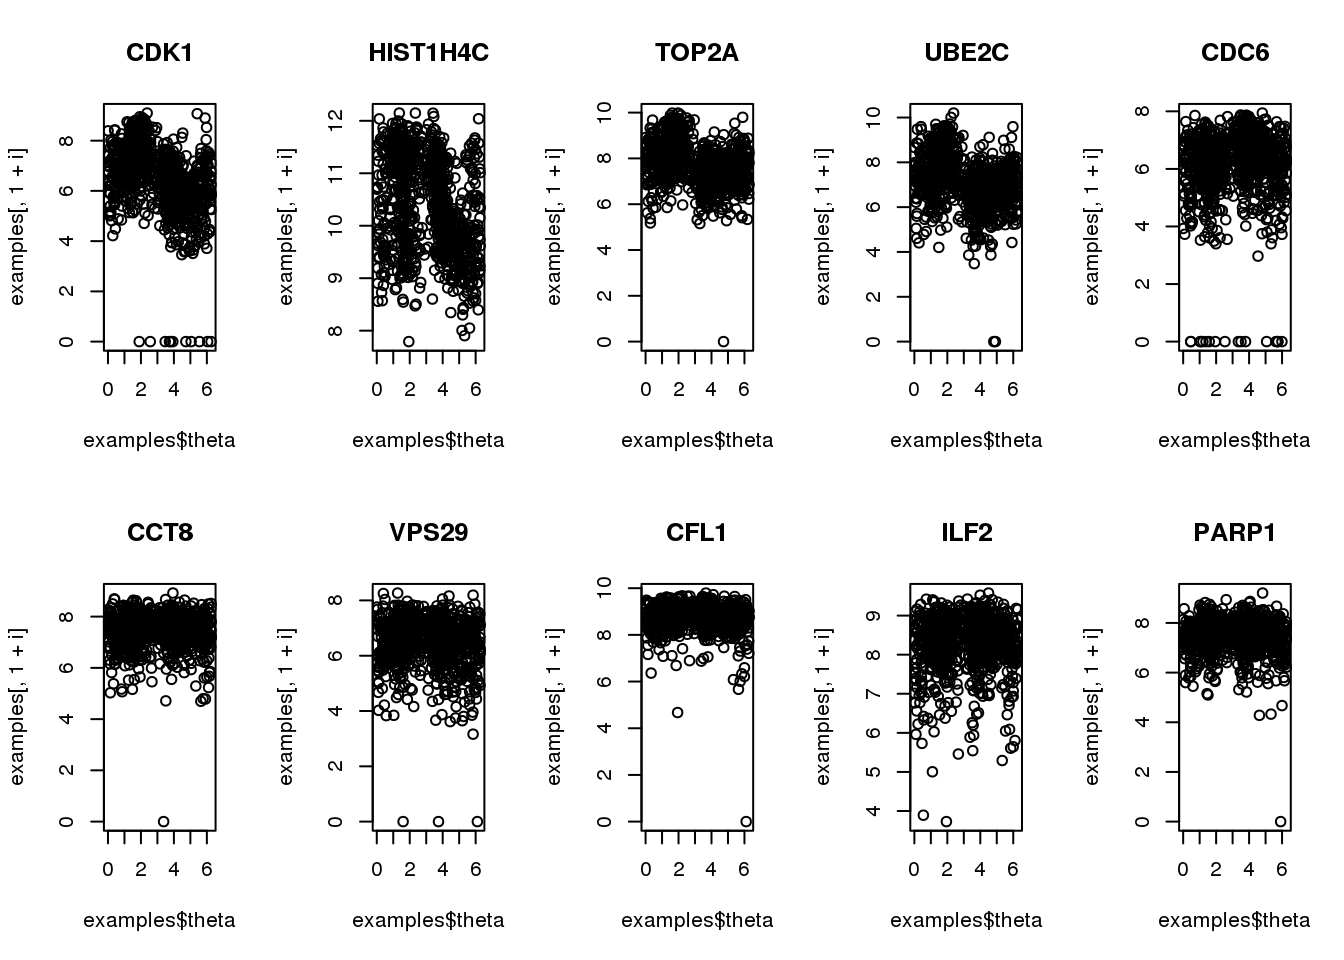 CDK1
examples[, 1 + i]
8
6
4
2
0
0 2 4 6
examples$theta
HIST1H4C
examples[, 1 + i]
12
11
10
9
8
0 2 4 6
examples$theta
TOP2A
examples[, 1 + i]
10
8
6
4
2
0
0 2 4 6
examples$theta
UBE2C
examples[, 1 + i]
10
8
6
4
2
0
0 2 4 6
examples$theta
CDC6
examples[, 1 + i]
8
6
4
2
0
0 2 4 6
examples$theta
CCT8
examples[, 1 + i]
8
6
4
2
0
0 2 4 6
examples$theta
VPS29
examples[, 1 + i]
8
6
4
2
0
0 2 4 6
examples$theta
CFL1
examples[, 1 + i]
10
8
6
4
2
0
0 2 4 6
examples$theta
ILF2
examples[, 1 + i]
9
8
7
6
5
4
0 2 4 6
examples$theta
PARP1
examples[, 1 + i]
8
6
4
2
0
0 2 4 6
examples$theta